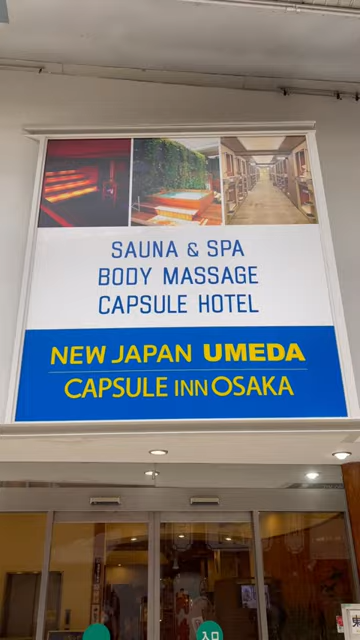 SAUNA & SPA
BODY MASSAGE
CAPSULE HOTEL
NEW JAPAN UMEDA
CAPSULE INN OSAKA
入口